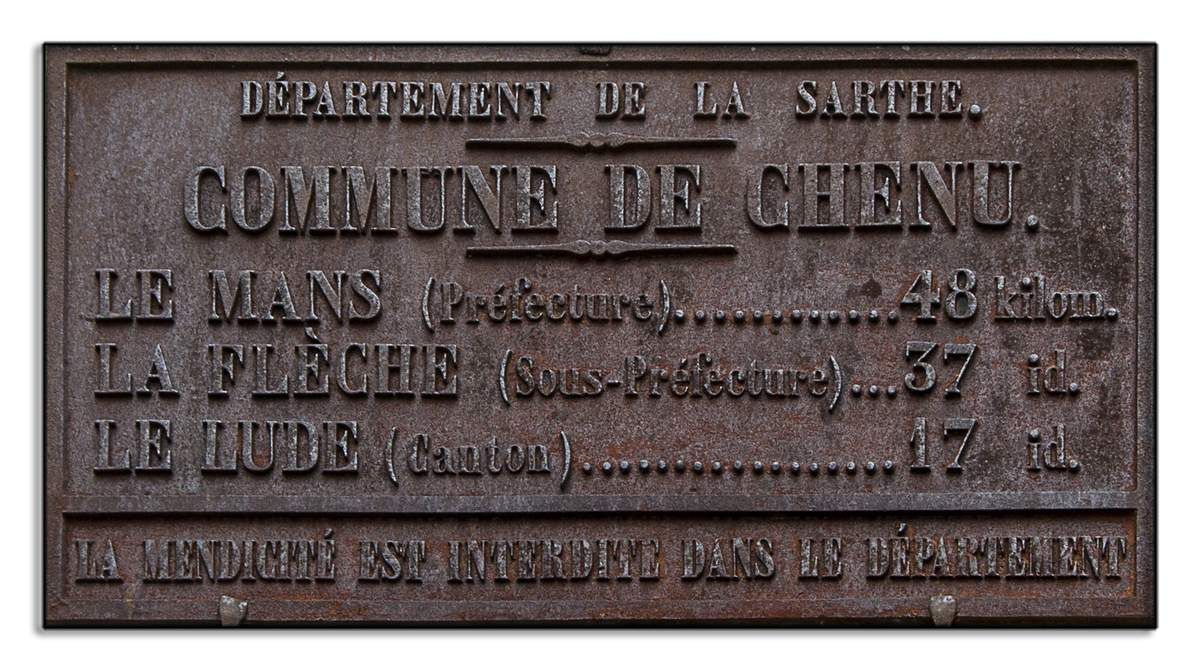 DÉPARTEMENT DE LA SARTHE.
COMMUNE DE CHENU.
LE MANS (Préfecture)..............48 kilom.
LA FLÈCHE (Sous-Préfecture)....37 id.
LE LUDE (Canton)....................17 id.
LA MENDICITÉ EST INTERDITE DANS LE DÉPARTEMENT